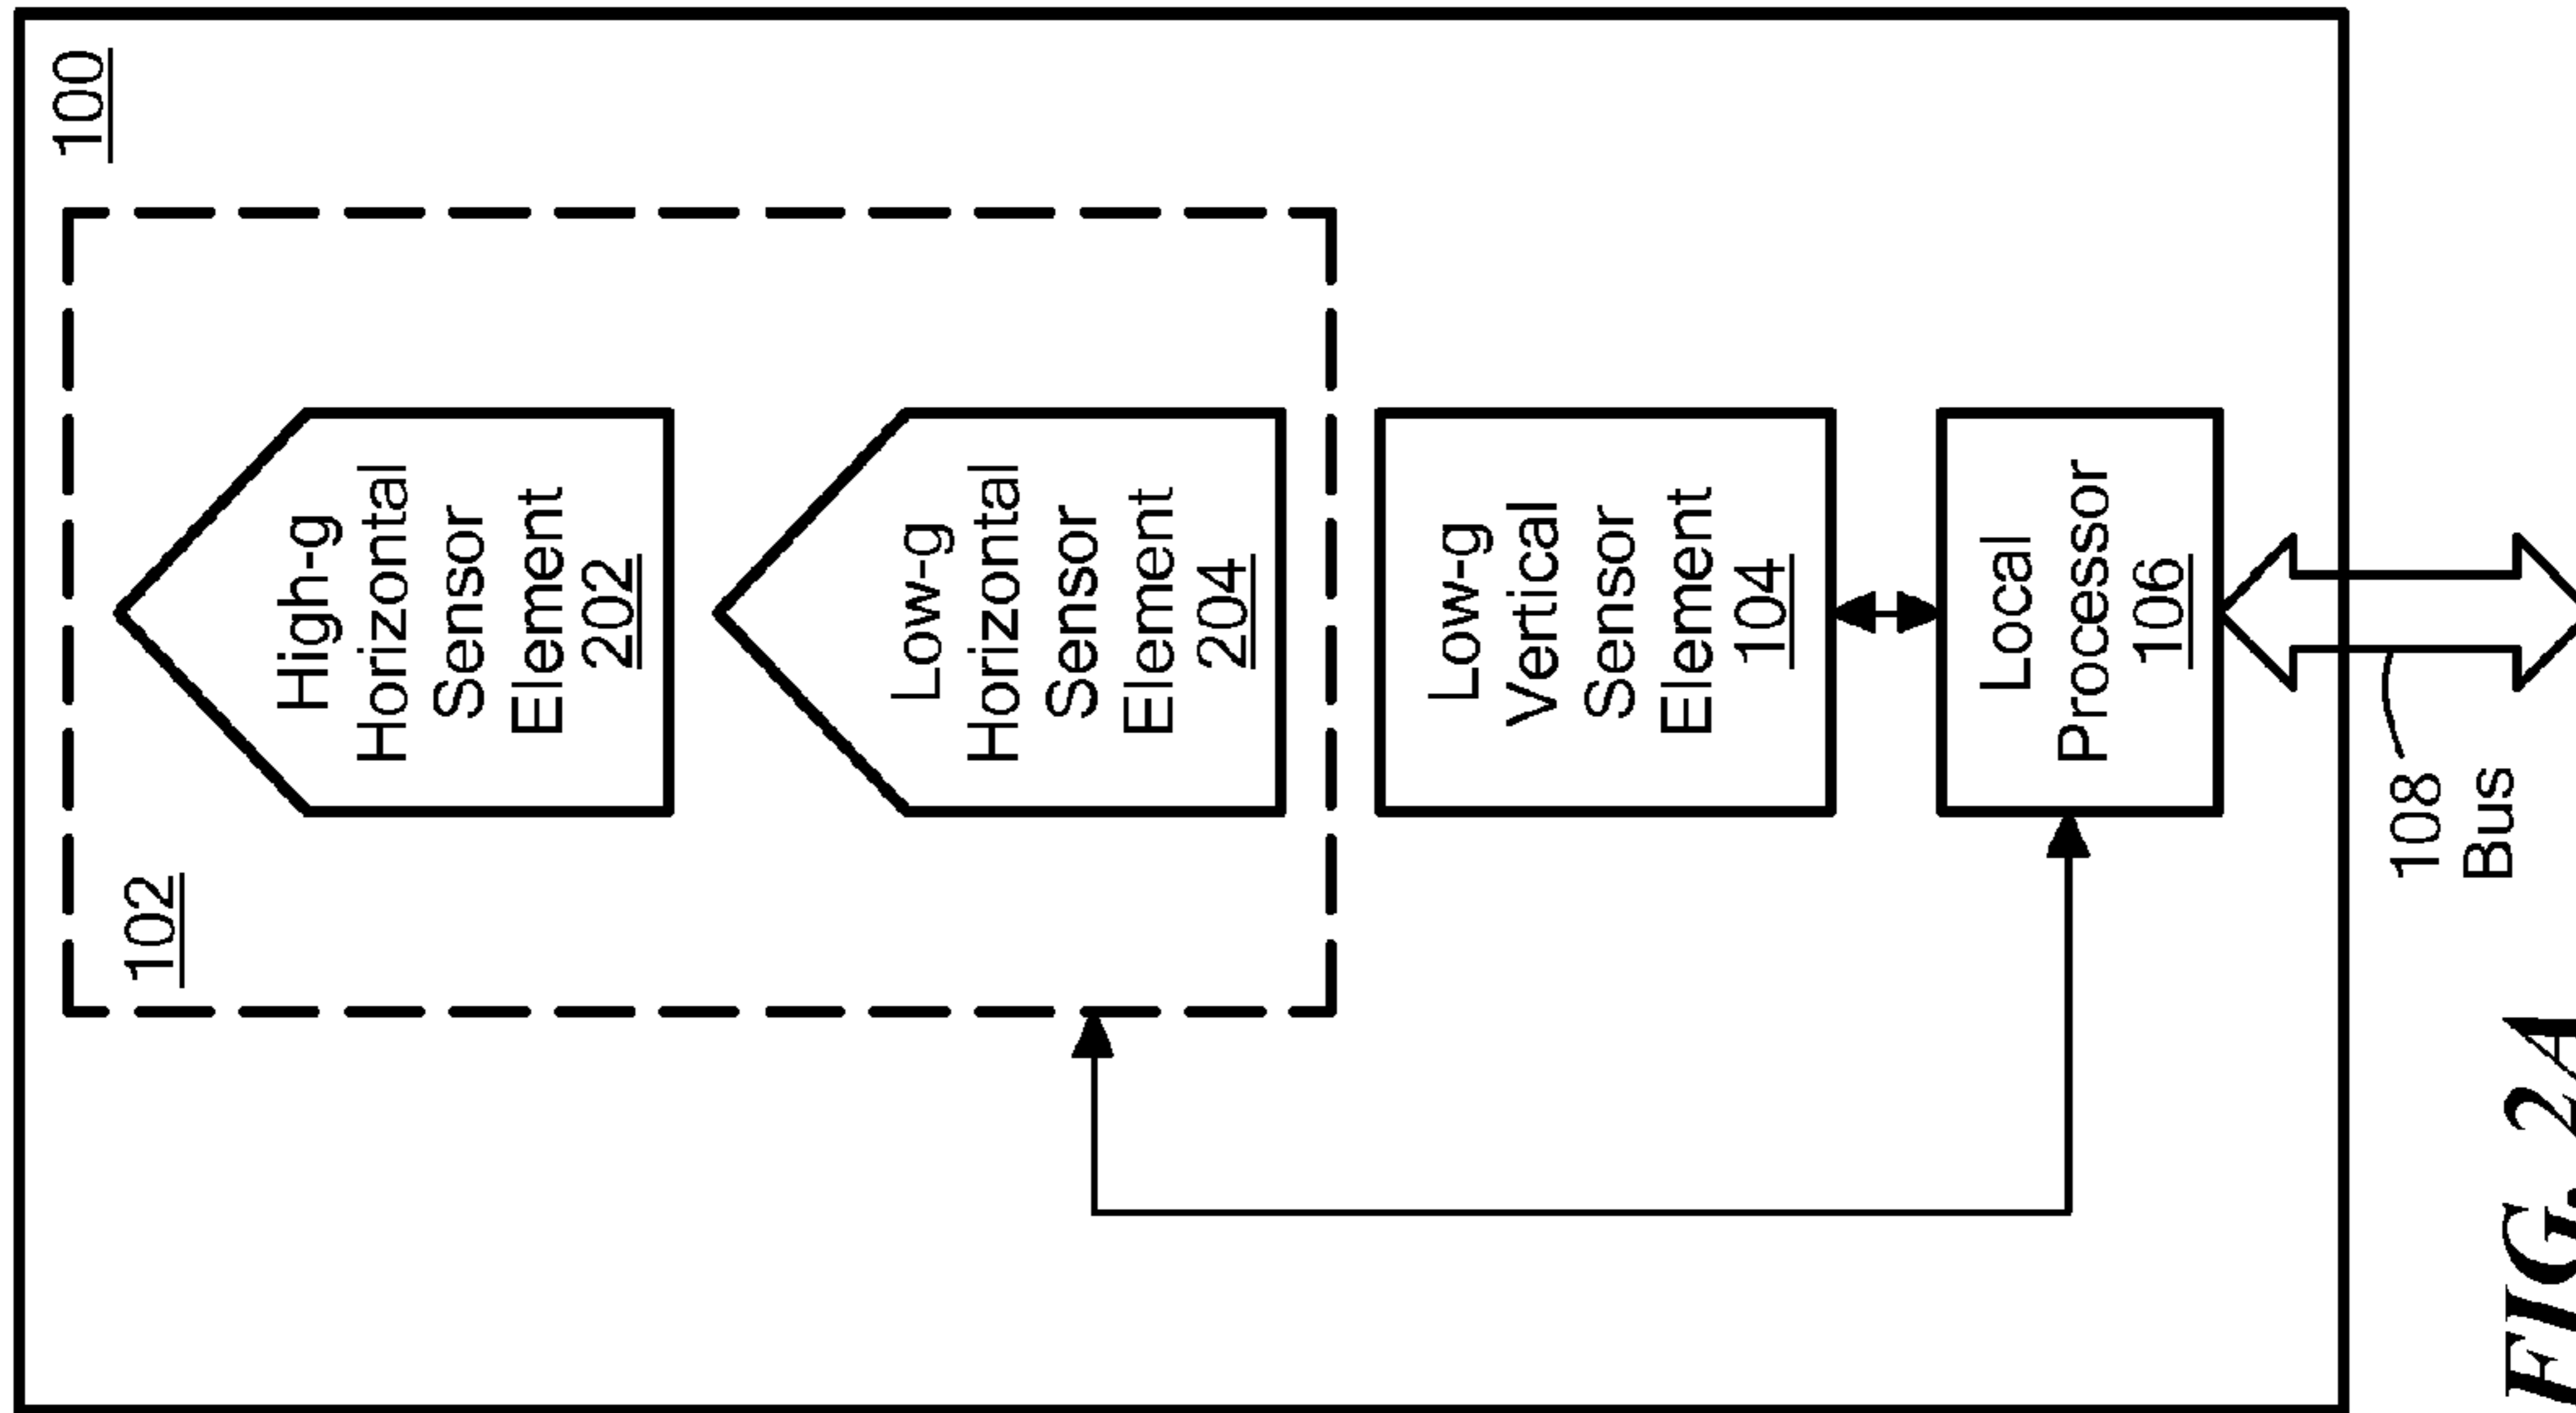 100
102
High-g
Horizontal
Sensor
Element
202
Low-g
Horizontal
Sensor
Element
204
Low-g
Vertical
Sensor
Element
104
Local
Processor
106
108
Bus
FIG. 2A